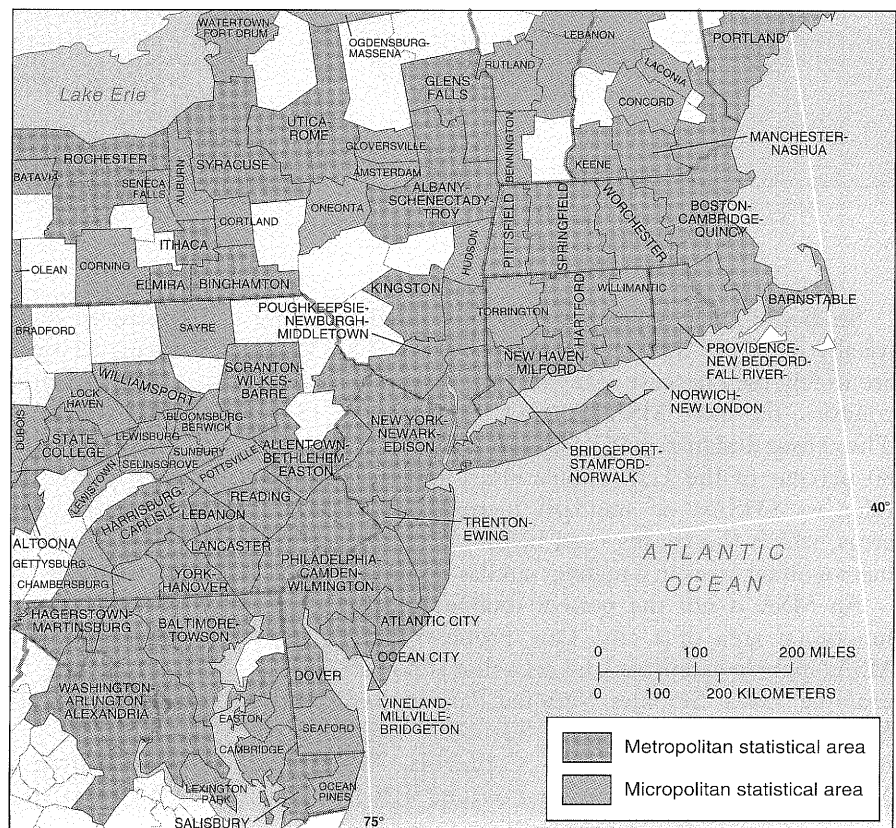 WATERTOWN-
FORT DRUM
OGDENSBURG-
MASSENA
LEBANON
PORTLAND
RUTLAND
LACONIA
GLENS
FALLS
CONCORD
Lake Erie
UTICA-
ROME
BENNINGTON
MANCHESTER-
NASHUA
ROCHESTER
GLOVERSVILLE
KEENE
BATAVIA
SYRACUSE
AMSTERDAM
SENECA
FALLS
AUBURN
ALBANY-
SCHENECTADY-
TROY
PITTSFIELD
SPRINGFIELD
WORCHESTER
BOSTON-
CAMBRIDGE-
QUINCY
CORTLAND
ONEONTA
ITHACA
HUDSON
OLEAN
CORNING
ELMIRA
BINGHAMTON
KINGSTON
WILLIMANTIC
BARNSTABLE
POUGHKEEPSIE-
NEWBURGH-
MIDDLETOWN
TORRINGTON
HARTFORD
BRADFORD
SAYRE
PROVIDENCE-
NEW BEDFORD-
FALL RIVER-
NEW HAVEN-
MILFORD
SCRANTON-
WILKES-
BARRE
WILLIAMSPORT
NORWICH-
NEW LONDON
LOCK
HAVEN
BLOOMSBURG-
BERWICK
DUBOIS
NEW YORK-
NEWARK-
EDISON
STATE
COLLEGE
LEWISBURG
SUNBURY
SELINSGROVE
POTTSVILLE
ALLENTOWN-
BETHLEHEM-
EASTON
BRIDGEPORT-
STAMFORD-
NORWALK
LEWISTOWN
HARRISBURG
CARLISLE
READING
LEBANON
40°
TRENTON-
EWING
ALTOONA
LANCASTER
GETTYSBURG
CHAMBERSBURG
YORK-
HANOVER
PHILADELPHIA-
CAMDEN-
WILMINGTON
ATLANTIC
OCEAN
HAGERSTOWN-
MARTINSBURG
BALTIMORE-
TOWSON
ATLANTIC CITY
OCEAN CITY
0 100 200 MILES
0 100 200 KILOMETERS
DOVER
WASHINGTON-
ARLINGTON
ALEXANDRIA
VINELAND-
MILLVILLE-
BRIDGETON
EASTON
SEAFORD
CAMBRIDGE
LEXINGTON
PARK
OCEAN
PINES
SALISBURY
75°
Metropolitan statistical area
Micropolitan statistical area